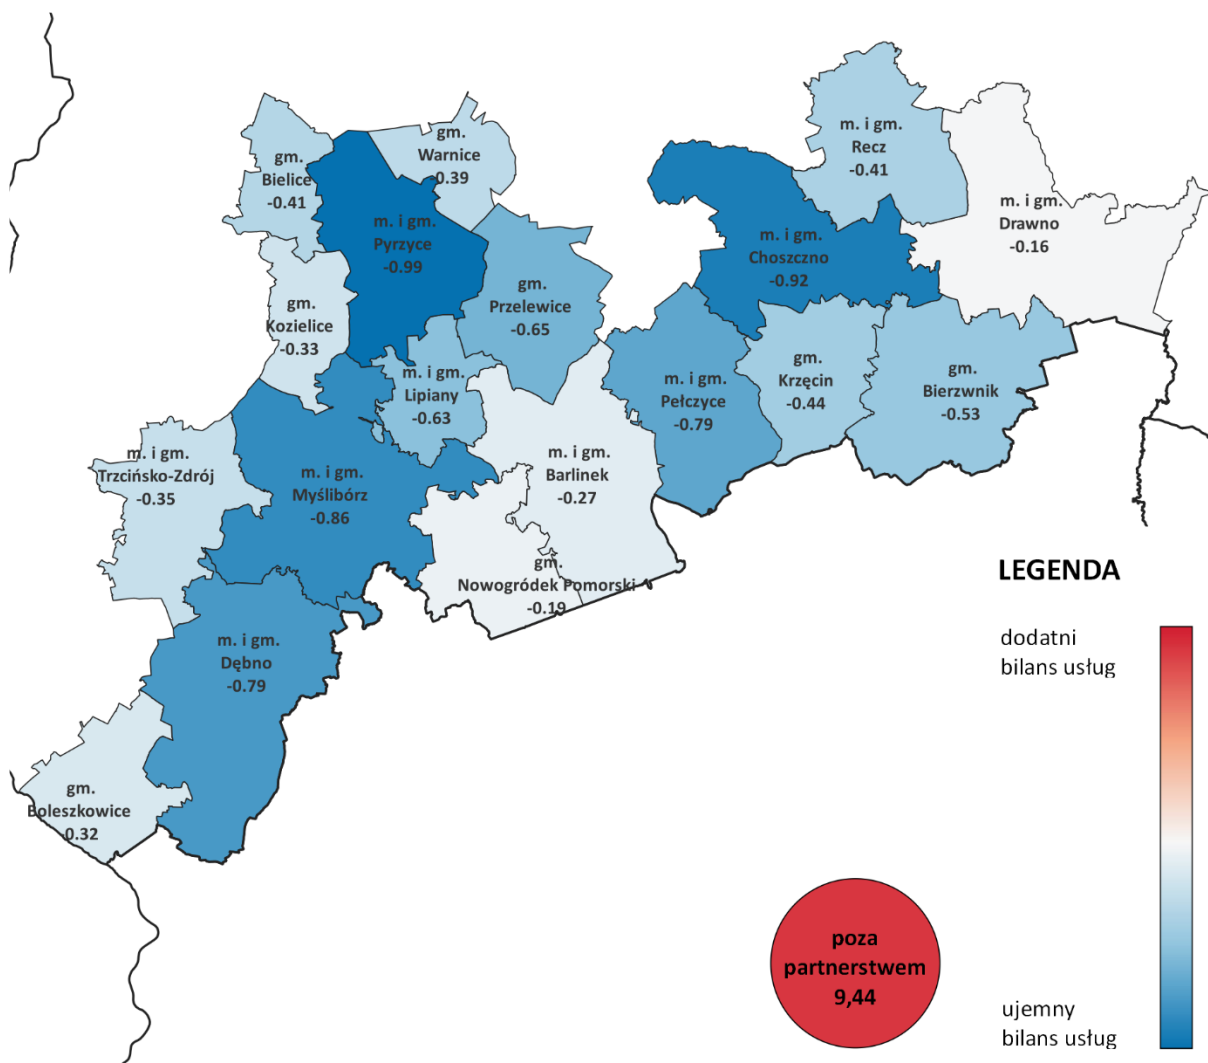 gm.
Warnice
-0.39
m. i gm.
Recz
-0.41
gm.
Bielice
-0.41
m. i gm.
Pyrzyce
-0.99
m. i gm.
Choszczno
-0.92
m. i gm.
Drawno
-0.16
gm.
Kozielice
-0.33
gm.
Przelewice
-0.65
m. i gm.
Lipiany
-0.63
m. i gm.
Pełczyce
-0.79
gm.
Krzęcin
-0.44
gm.
Bierzwnik
-0.53
m. i gm.
Trzcińsko-Zdrój
-0.35
m. i gm.
Myślibórz
-0.86
m. i gm.
Barlinek
-0.27
gm.
Nowogródek Pomorski
-0.19
m. i gm.
Dębno
-0.79
gm.
Boleszkowice
-0.32
LEGENDA
dodatni
bilans usług
ujemny
bilans usług
poza
partnerstwem
9,44